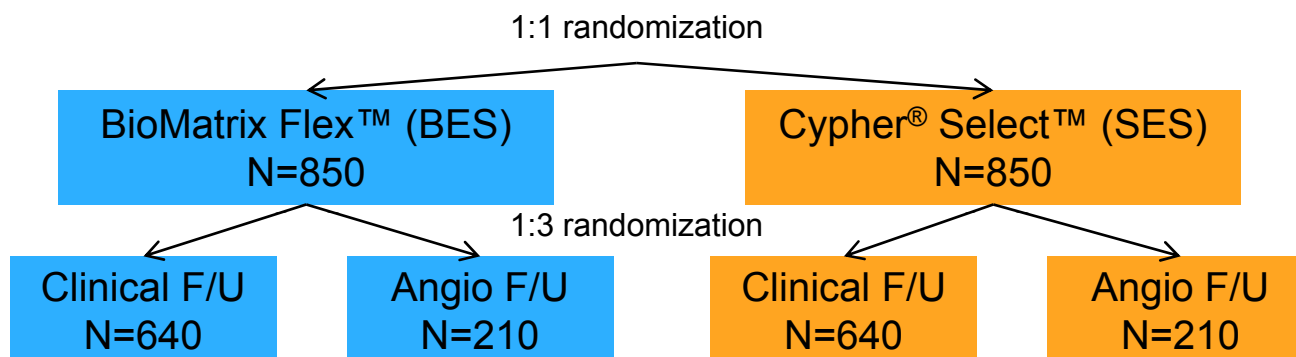 1:1 randomization
BioMatrix Flex™ (BES)
N=850
Cypher® Select™ (SES)
N=850
1:3 randomization
Clinical F/U
N=640
Angio F/U
N=210
Clinical F/U
N=640
Angio F/U
N=210